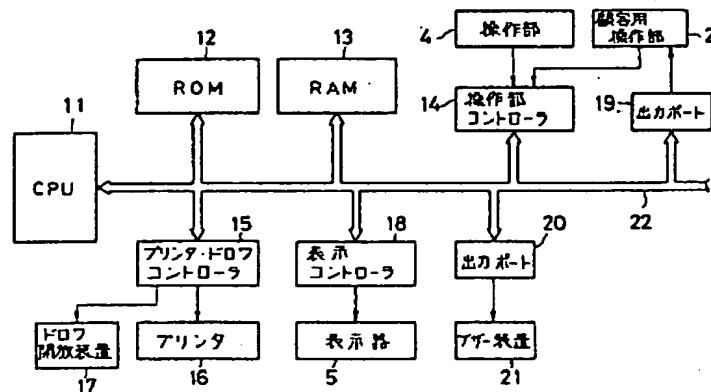 12
13
4
操作部
顧客用
操作部
2
ROM
RAM
14
操作部
コントローラ
19
出力ポート
11
CPU
22
15
プリンタ・ドロワ
コントローラ
18
表示
コントローラ
20
出力ポート
ドロワ
開放装置
17
プリンタ
16
表示器
5
ブザー装置
21